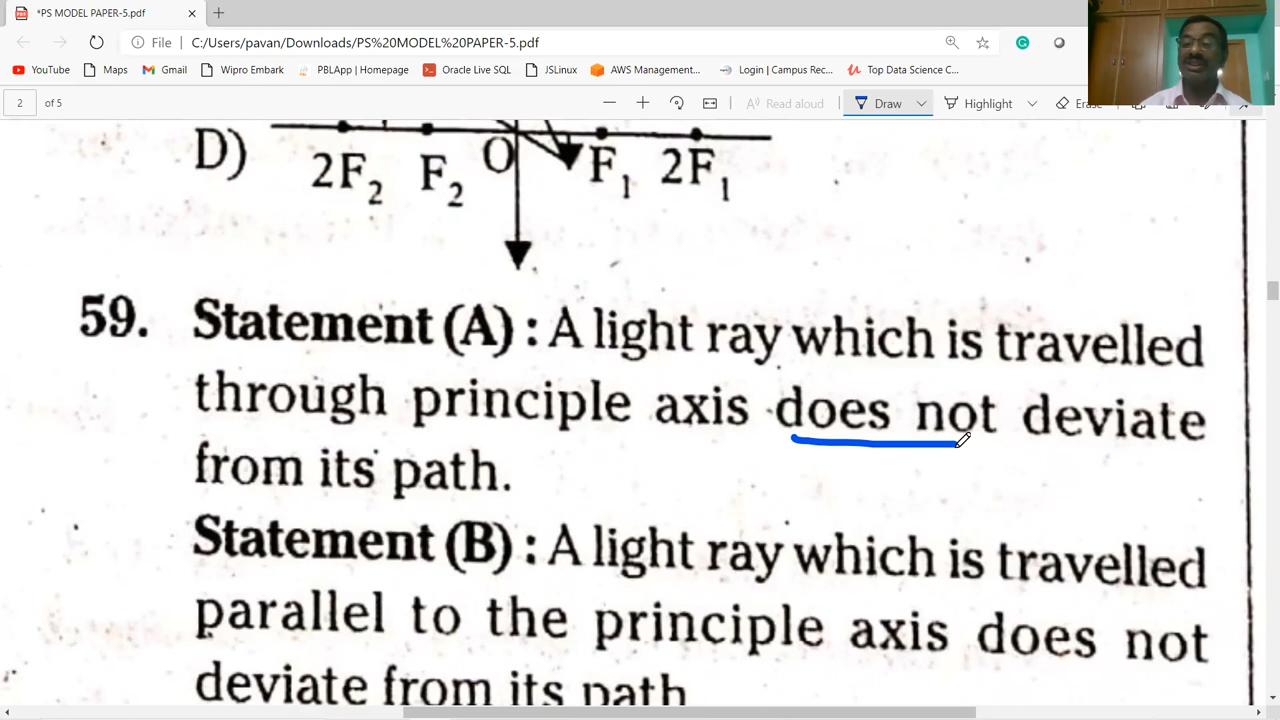 *PS MODEL PAPER-5.pdf
File C:/Users/pavan/Downloads/PS%20MODEL%20PAPER-5.pdf
YouTube Maps Gmail Wipro Embark PBLApp | Homepage Oracle Live SQL JSLinux AWS Management... Login | Campus Rec... Top Data Science C...
2 of 5 Read aloud Draw Highlight Erase
D) 2F2 F2 O F1 2F1
59. Statement (A) : A light ray which is travelled
through principle axis does not deviate
from its path.
Statement (B) : A light ray which is travelled
parallel to the principle axis does not
deviate from its path